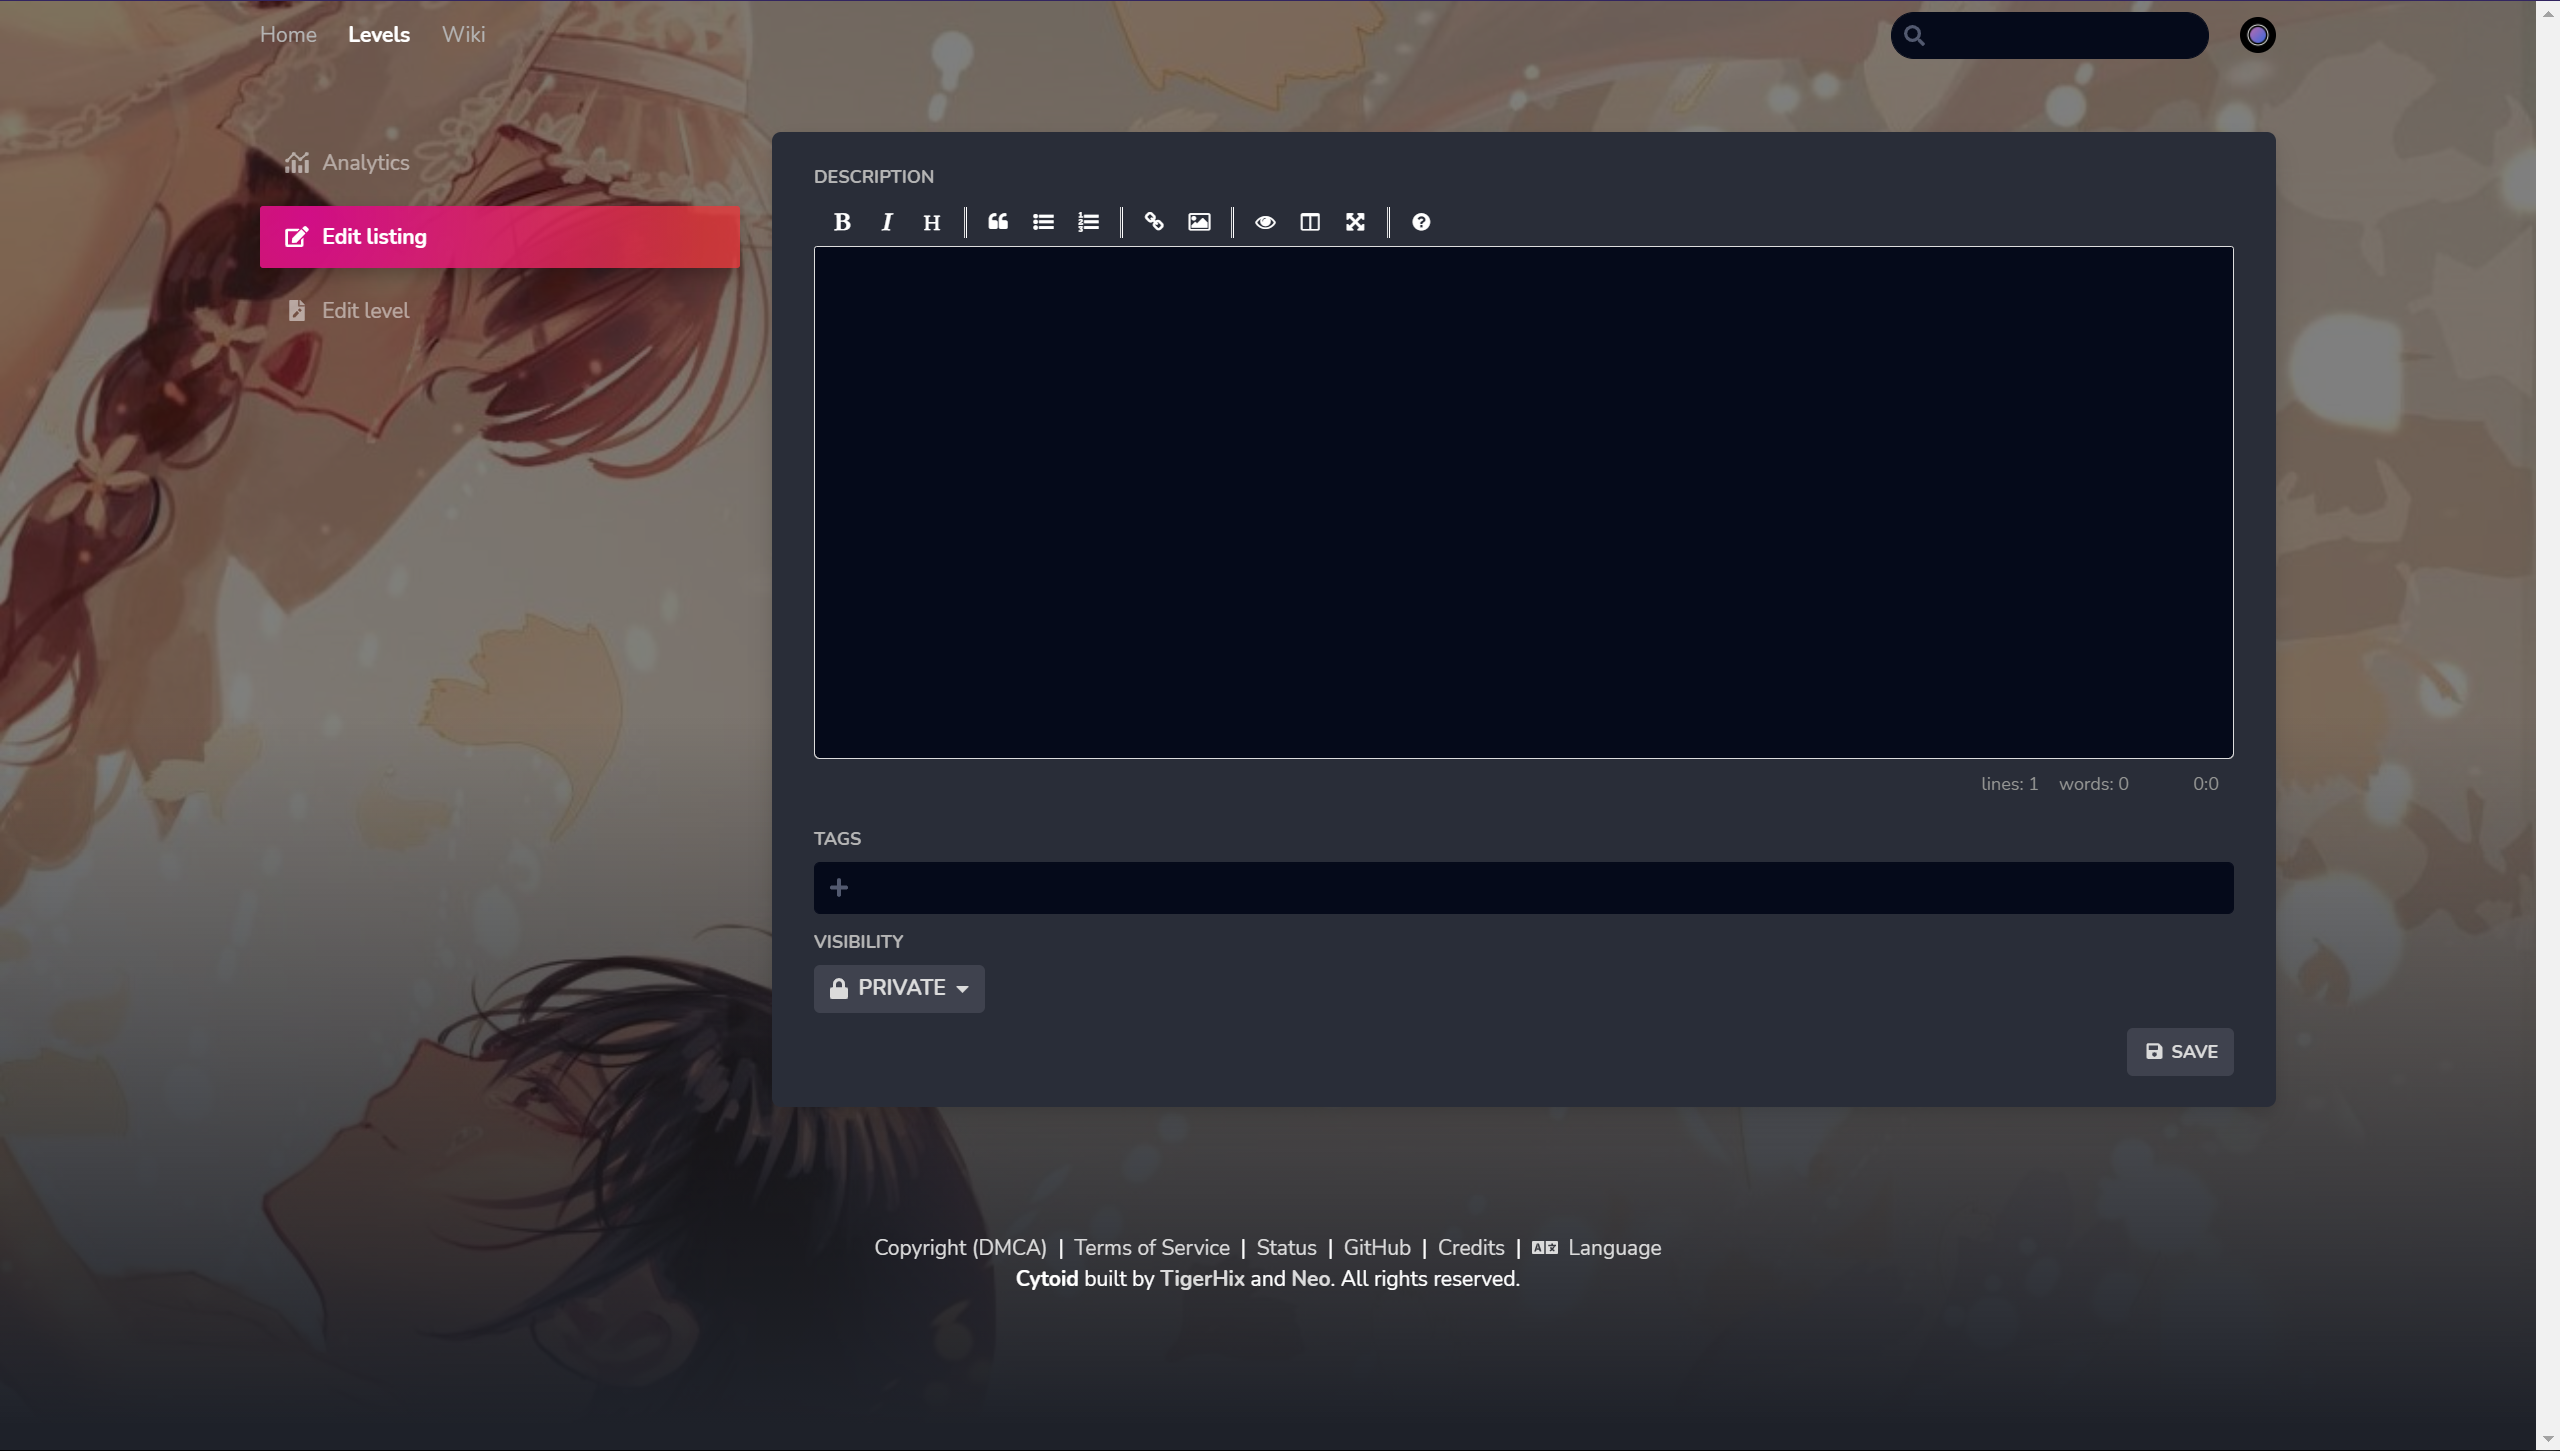 Home Levels Wiki
Analytics
Edit listing
Edit level
DESCRIPTION
B I H
lines: 1 words: 0 0:0
TAGS
VISIBILITY
PRIVATE
SAVE
Copyright (DMCA) | Terms of Service | Status | GitHub | Credits | Language
Cytoid built by TigerHix and Neo. All rights reserved.